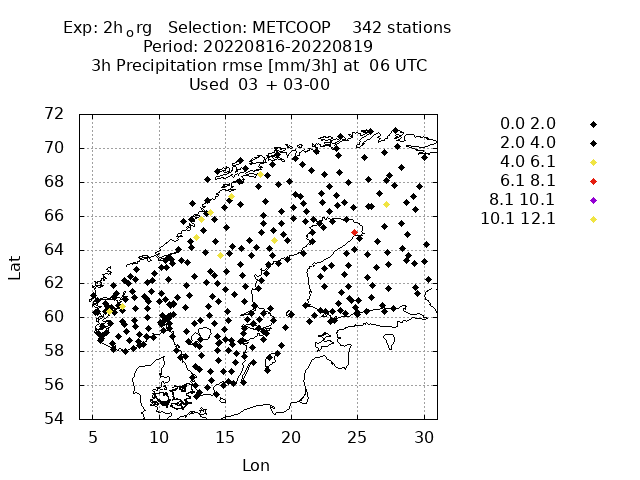 Exp: 2h_org   Selection: METCOOP    342 stations
Period: 20220816-20220819
3h Precipitation rmse [mm/3h] at  06 UTC
Used  03 + 03-00
72
70
68
66
64
62
60
58
56
54
5 10 15 20 25 30
Lat
Lon
0.0 2.0
2.0 4.0
4.0 6.1
6.1 8.1
8.1 10.1
10.1 12.1